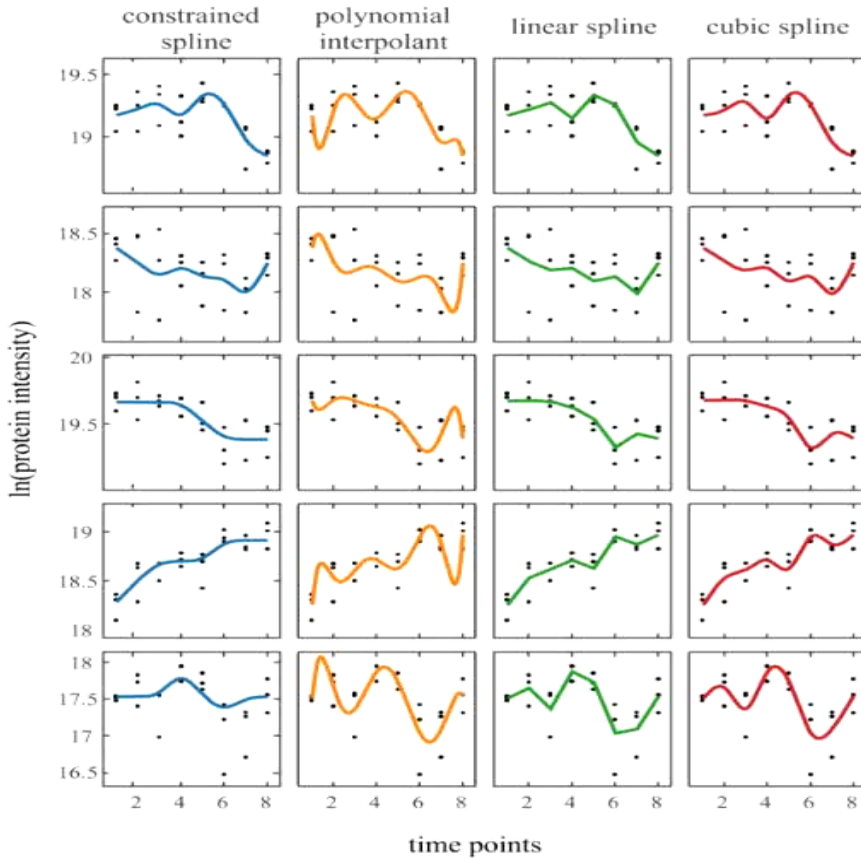 constrained spline
polynomial interpolant
linear spline
cubic spline
19.5
19
18.5
18
20
19.5
19
18.5
18
18
17.5
17
16.5
ln(protein intensity)
2 4 6 8
2 4 6 8
2 4 6 8
2 4 6 8
time points